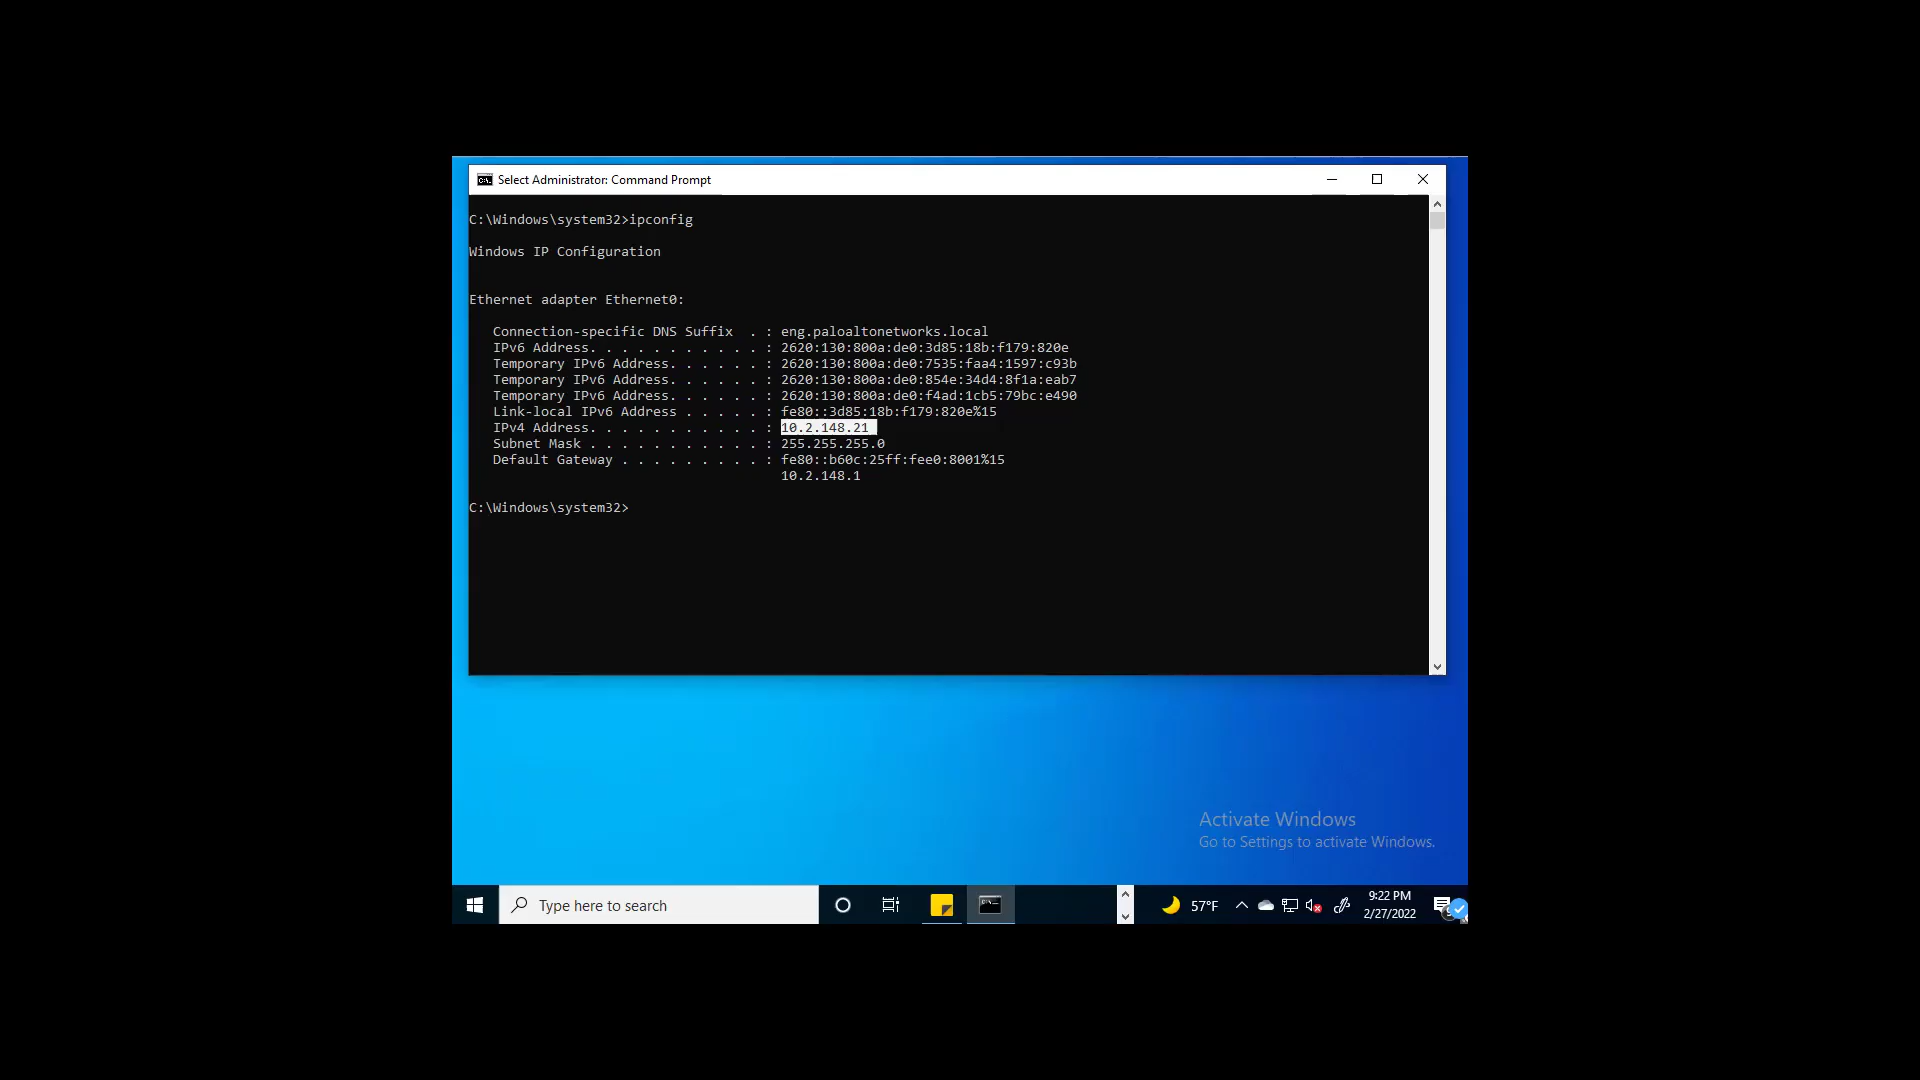 Select Administrator: Command Prompt
C:\Windows\system32>ipconfig
Windows IP Configuration
Ethernet adapter Ethernet0:
Connection-specific DNS Suffix  . : eng.paloaltonetworks.local
IPv6 Address. . . . . . . . . . . : 2620:130:800a:de0:3d85:18b:f179:820e
Temporary IPv6 Address. . . . . . : 2620:130:800a:de0:7535:faa4:1597:c93b
Temporary IPv6 Address. . . . . . : 2620:130:800a:de0:854e:34d4:8f1a:eab7
Temporary IPv6 Address. . . . . . : 2620:130:800a:de0:f4ad:1cb5:79bc:e490
Link-local IPv6 Address . . . . . : fe80::3d85:18b:f179:820e%15
IPv4 Address. . . . . . . . . . . : 10.2.148.21
Subnet Mask . . . . . . . . . . . : 255.255.255.0
Default Gateway . . . . . . . . . : fe80::b60c:25ff:fee0:8001%15
10.2.148.1
C:\Windows\system32>
Activate Windows
Go to Settings to activate Windows.
Type here to search
57°F
9:22 PM
2/27/2022